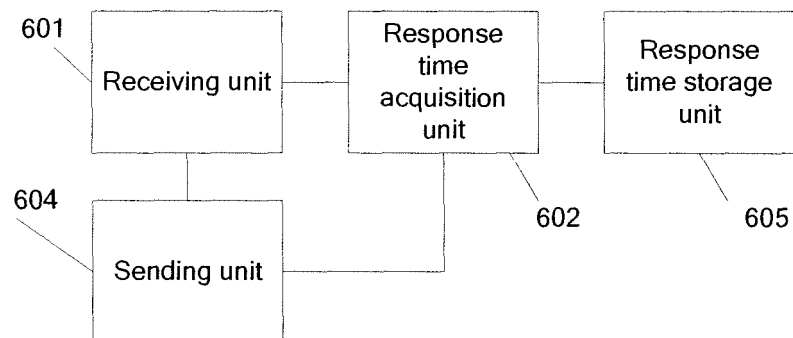 601
Receiving unit
Response
time
acquisition
unit
Response
time storage
unit
604
602
605
Sending unit